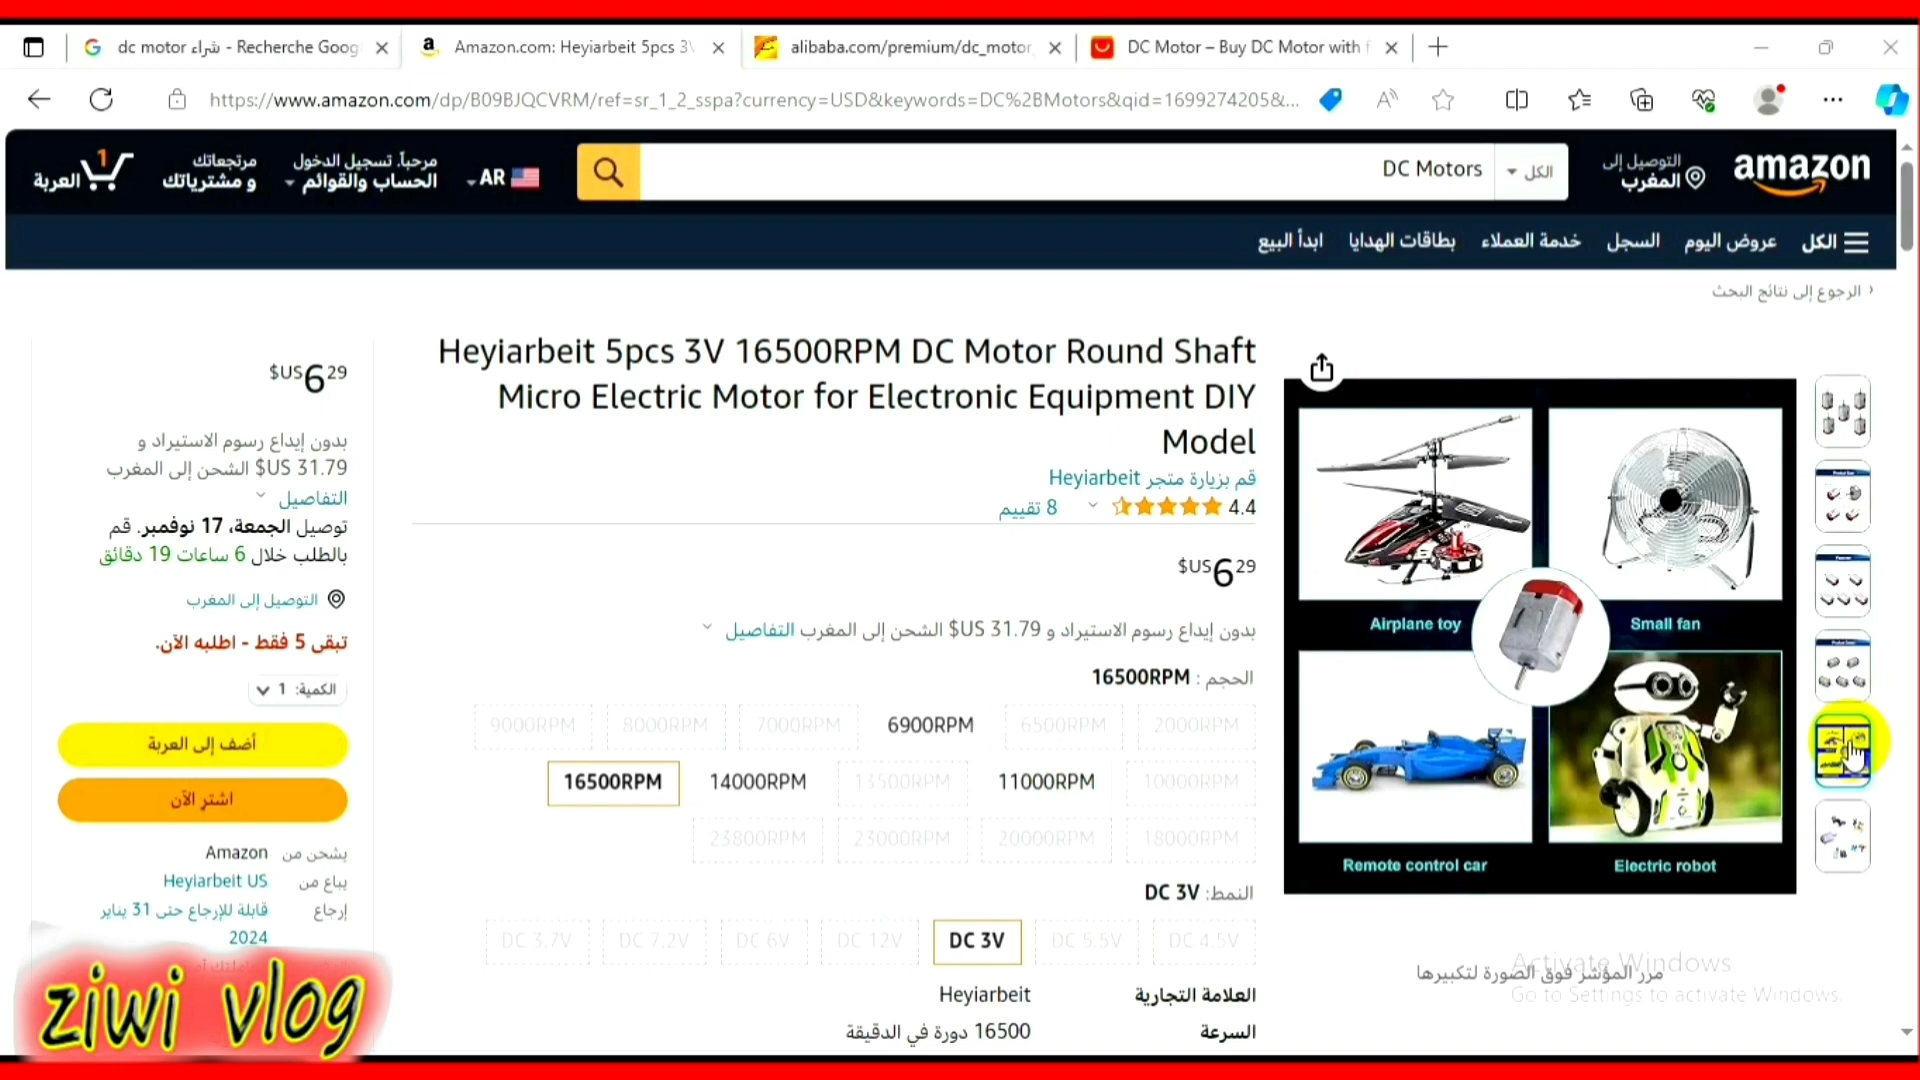 dc motor شراء - Recherche Goog
Amazon.com: Heyiarbeit 5pcs 3V
alibaba.com/premium/dc_motor
DC Motor – Buy DC Motor with f
https://www.amazon.com/dp/B09BJQCVRM/ref=sr_1_2_sspa?currency=USD&keywords=DC%2BMotors&qid=1699274205&...
amazon
التوصيل إلى
المغرب
الكل
DC Motors
AR
مرحباً. تسجيل الدخول
الحساب والقوائم
مرتجعاتك
و مشترياتك
1
العربة
الكل
عروض اليوم
السجل
خدمة العملاء
بطاقات الهدايا
ابدأ البيع
الرجوع إلى نتائج البحث
Airplane toy
Small fan
Remote control car
Electric robot
مرر المؤشر فوق الصورة لتكبيرها
Heyiarbeit 5pcs 3V 16500RPM DC Motor Round Shaft
Micro Electric Motor for Electronic Equipment DIY
Model
قم بزيارة متجر Heyiarbeit
4.4
8 تقييم
$US6 29
بدون إيداع رسوم الاستيراد و 31.79 US$ الشحن إلى المغرب التفاصيل
الحجم : 16500RPM
9000RPM 8000RPM 7000RPM 6900RPM 6500RPM 2000RPM
16500RPM 14000RPM 13500RPM 11000RPM 10000RPM
23800RPM 23000RPM 20000RPM 18000RPM
النمط: DC 3V
DC 3.7V DC 7.2V DC 6V DC 12V DC 3V DC 5.5V DC 4.5V
العلامة التجارية Heyiarbeit
السرعة 16500 دورة في الدقيقة
$US6 29
بدون إيداع رسوم الاستيراد و
31.79 US$ الشحن إلى المغرب
التفاصيل
توصيل الجمعة، 17 نوفمبر. قم
بالطلب خلال 6 ساعات 19 دقائق
التوصيل إلى المغرب
تبقى 5 فقط - اطلبه الآن.
الكمية: 1
أضف إلى العربة
اشترِ الآن
يشحن من Amazon
يباع من Heyiarbeit US
إرجاع قابلة للإرجاع حتى 31 يناير
2024
ziwi vlog
Activate Windows
Go to Settings to activate Windows.